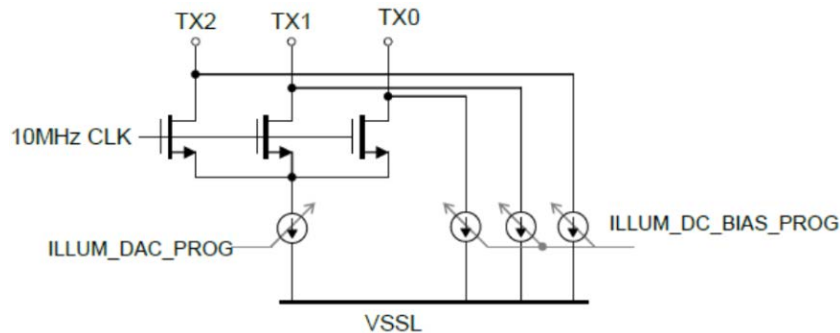 TX2 TX1 TX0
10MHz CLK
ILLUM_DAC_PROG
ILLUM_DC_BIAS_PROG
VSSL